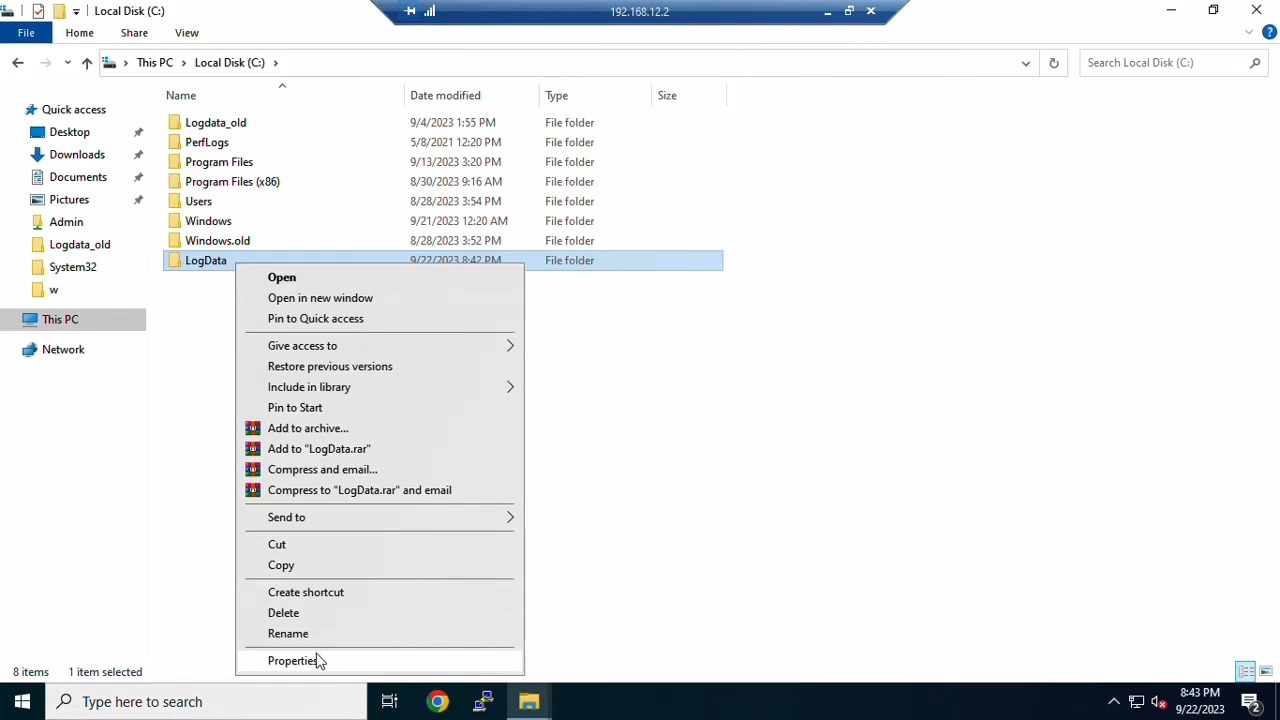 Local Disk (C:)
192.168.12.2
File Home Share View
This PC Local Disk (C:)
Search Local Disk (C:)
Name Date modified Type Size
Quick access
Desktop
Downloads
Documents
Pictures
Admin
Logdata_old
System32
w
This PC
Network
Logdata_old 9/4/2023 1:55 PM File folder
PerfLogs 5/8/2021 12:20 PM File folder
Program Files 9/13/2023 3:20 PM File folder
Program Files (x86) 8/30/2023 9:16 AM File folder
Users 8/28/2023 3:54 PM File folder
Windows 9/21/2023 12:20 AM File folder
Windows.old 8/28/2023 3:52 PM File folder
LogData 9/22/2023 8:42 PM File folder
Open
Open in new window
Pin to Quick access
Give access to
Restore previous versions
Include in library
Pin to Start
Add to archive...
Add to "LogData.rar"
Compress and email...
Compress to "LogData.rar" and email
Send to
Cut
Copy
Create shortcut
Delete
Rename
Properties
8 items 1 item selected
Type here to search
8:43 PM
9/22/2023
2